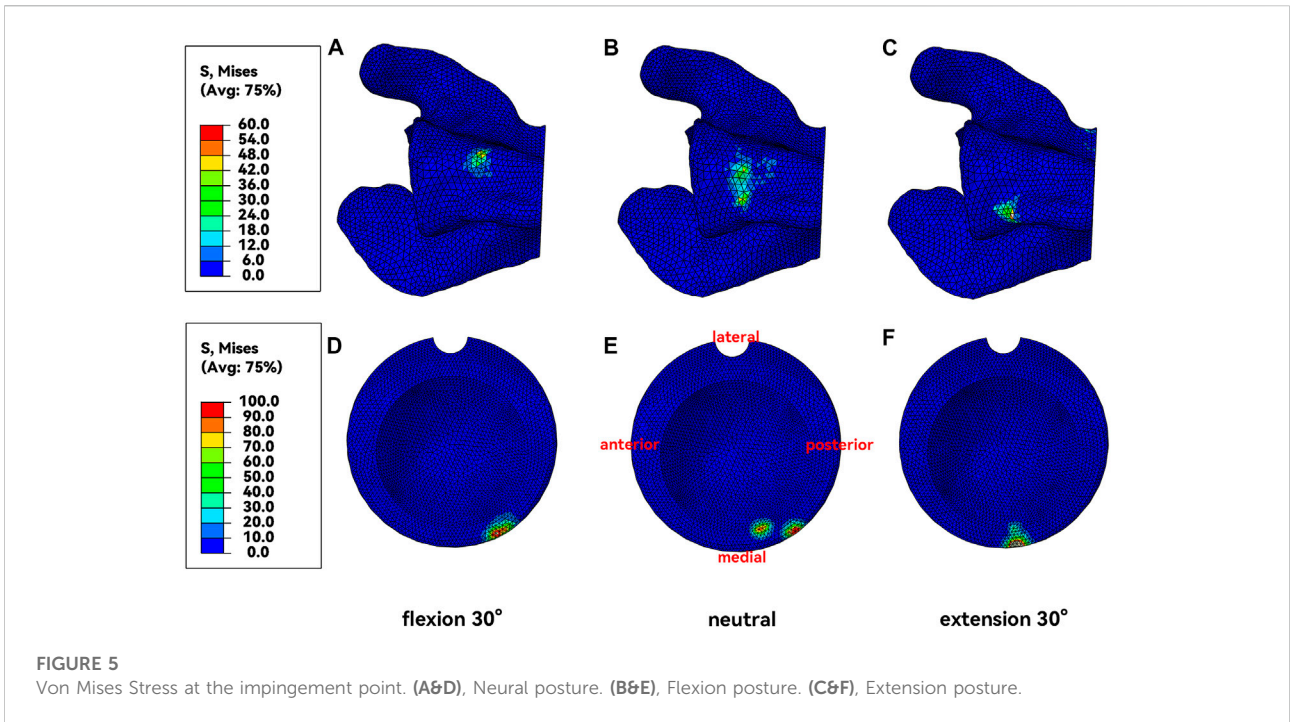 A
B
C
S, Mises
(Avg: 75%)
60.0
54.0
48.0
42.0
36.0
30.0
24.0
18.0
12.0
6.0
0.0
D
E
F
S, Mises
(Avg: 75%)
100.0
90.0
80.0
70.0
60.0
50.0
40.0
30.0
20.0
10.0
0.0
lateral
anterior
posterior
medial
flexion 30°
neutral
extension 30°
FIGURE 5
Von Mises Stress at the impingement point. (A&D), Neural posture. (B&E), Flexion posture. (C&F), Extension posture.